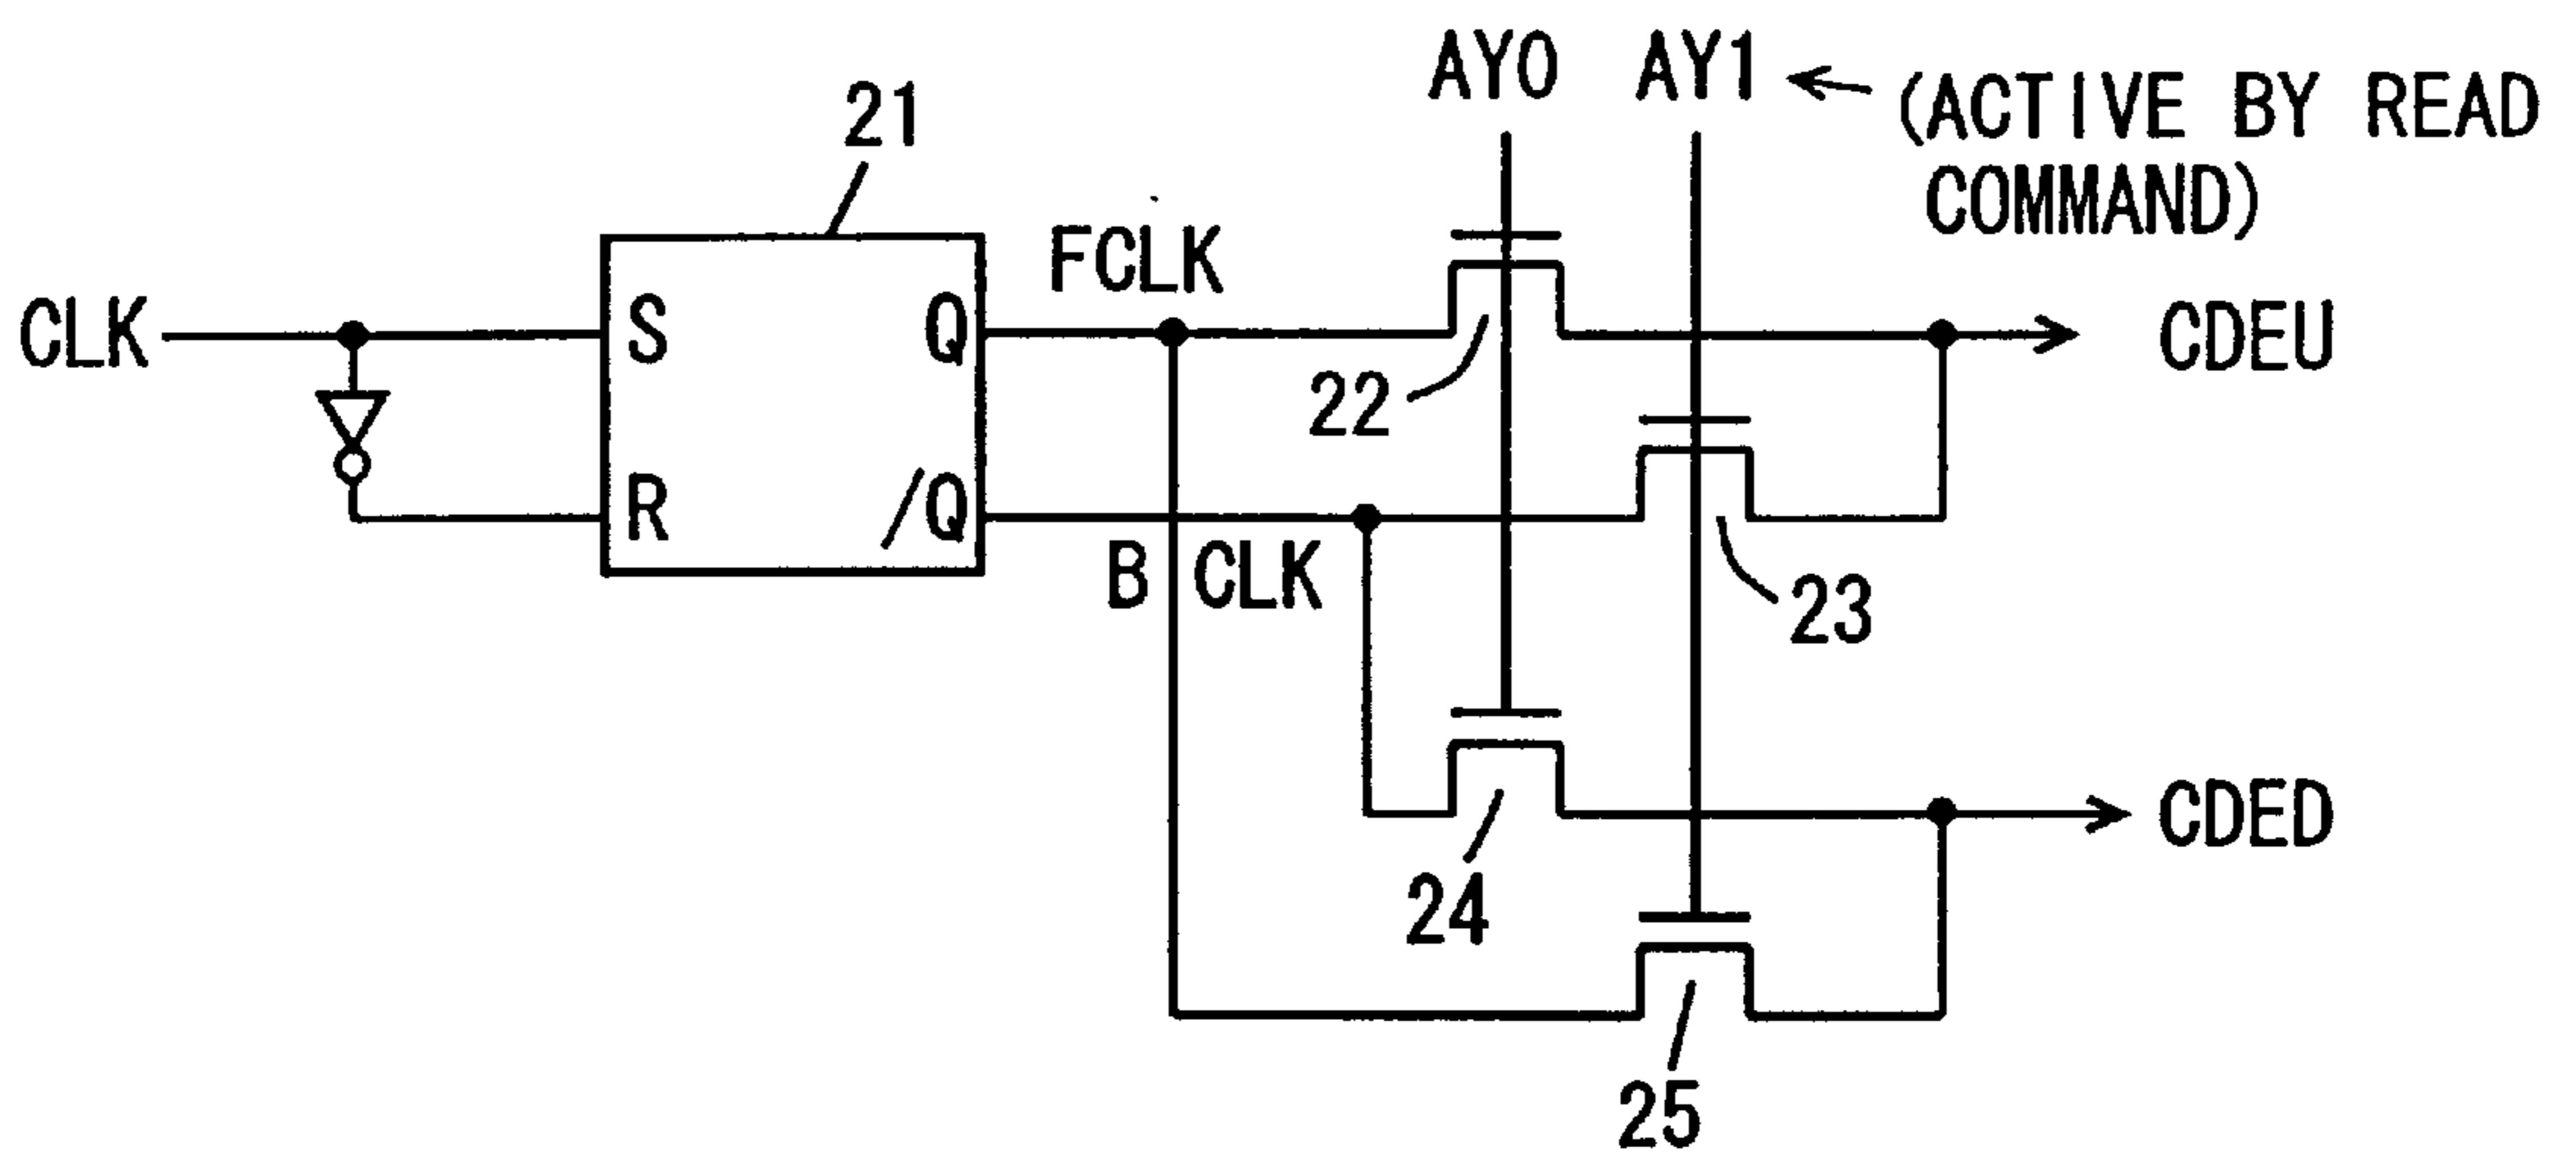 AY0 AY1
(ACTIVE BY READ
COMMAND)
21
FCLK
CLK
S
Q
CDEU
22
R
/Q
B CLK
23
CDED
24
25